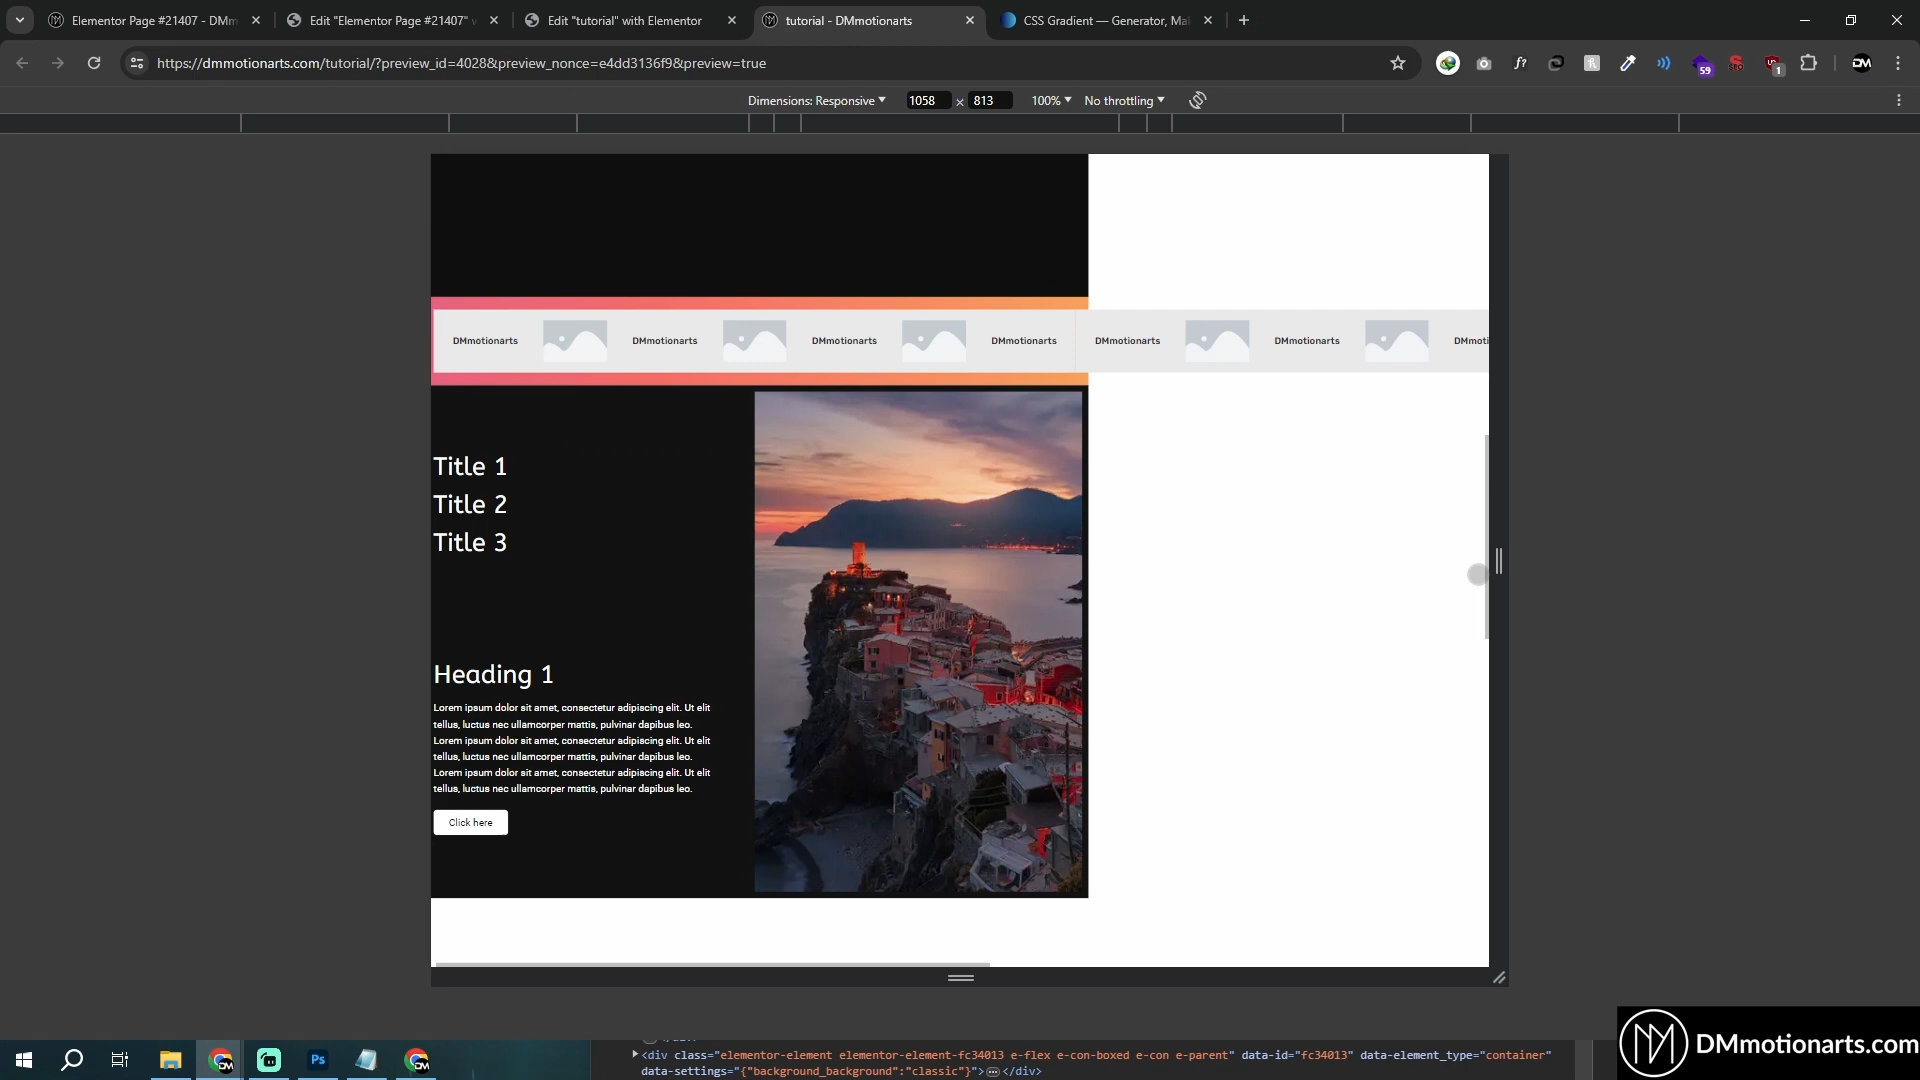 Elementor Page #21407 - DMm
Edit "Elementor Page #21407"
Edit "tutorial" with Elementor
tutorial - DMmotionarts
CSS Gradient — Generator, Ma
https://dmmotionarts.com/tutorial/?preview_id=4028&preview_nonce=e4dd3136f9&preview=true
f?
59
1
DM
Dimensions: Responsive
1058 × 813
100%
No throttling
DMmotionarts
DMmotionarts
DMmotionarts
DMmotionarts
DMmotionarts
DMmotionarts
DMmoti
Title 1
Title 2
Title 3
Heading 1
Lorem ipsum dolor sit amet, consectetur adipiscing elit. Ut elit
tellus, luctus nec ullamcorper mattis, pulvinar dapibus leo.
Lorem ipsum dolor sit amet, consectetur adipiscing elit. Ut elit
tellus, luctus nec ullamcorper mattis, pulvinar dapibus leo.
Lorem ipsum dolor sit amet, consectetur adipiscing elit. Ut elit
tellus, luctus nec ullamcorper mattis, pulvinar dapibus leo.
Click here
Ps
<div class="elementor-element elementor-element-fc34013 e-flex e-con-boxed e-con e-parent" data-id="fc34013" data-element_type="container"
data-settings="{"background_background":"classic"}"> </div>
DMmotionarts.com